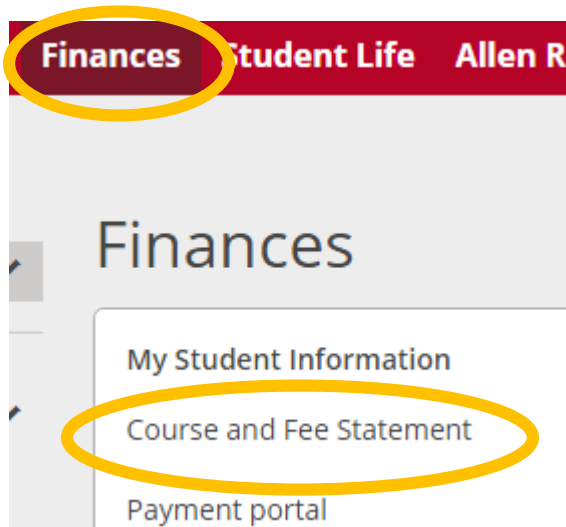 Finances Student Life Allen R
Finances
My Student Information
Course and Fee Statement
Payment portal